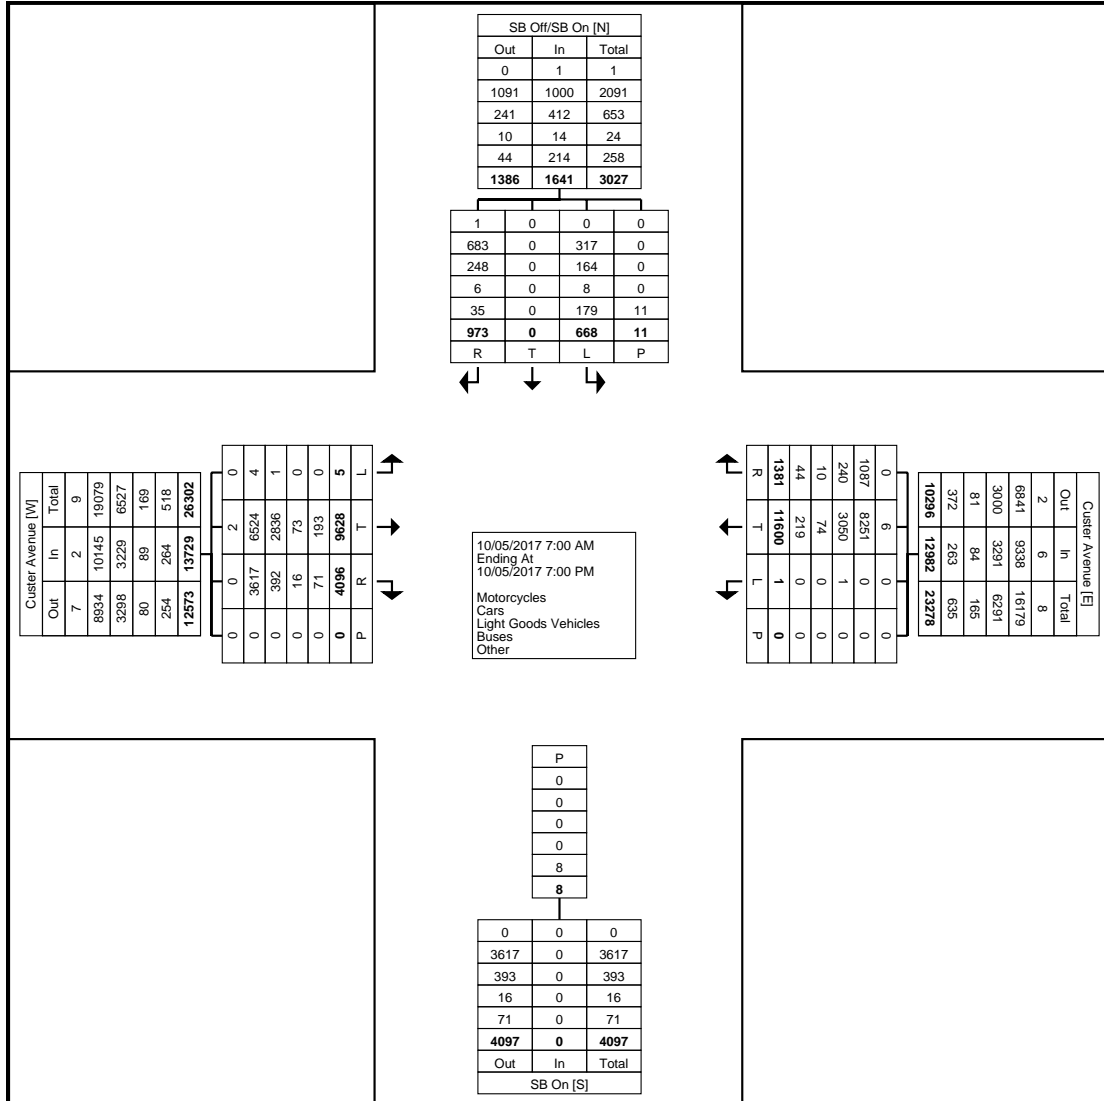 SB Off/SB On [N]
Out In Total
0 1 1
1091 1000 2091
241 412 653
10 14 24
44 214 258
1386 1641 3027
1 0 0 0
683 0 317 0
248 0 164 0
6 0 8 0
35 0 179 11
973 0 668 11
R T L P
Custer Avenue [W]
Total 9 19079 6527 169 518 26302
In 2 10145 3229 89 264 13729
Out 7 8934 3298 80 254 12573
0 4 1 0 0 5 L
2 6524 2836 73 193 9628 T
0 3617 392 16 71 4096 R
0 0 0 0 0 0 P
10/05/2017 7:00 AM
Ending At
10/05/2017 7:00 PM
Motorcycles
Cars
Light Goods Vehicles
Buses
Other
R 1381 44 10 240 1087 0
T 11600 219 74 3050 8251 6
L 1 0 0 1 0 0
P 0 0 0 0 0 0
Custer Avenue [E]
Out 2 6841 3000 81 372 10296
In 6 9338 3291 84 263 12982
Total 8 16179 6291 165 635 23278
P
0
0
0
0
8
8
0 0 0
3617 0 3617
393 0 393
16 0 16
71 0 71
4097 0 4097
Out In Total
SB On [S]